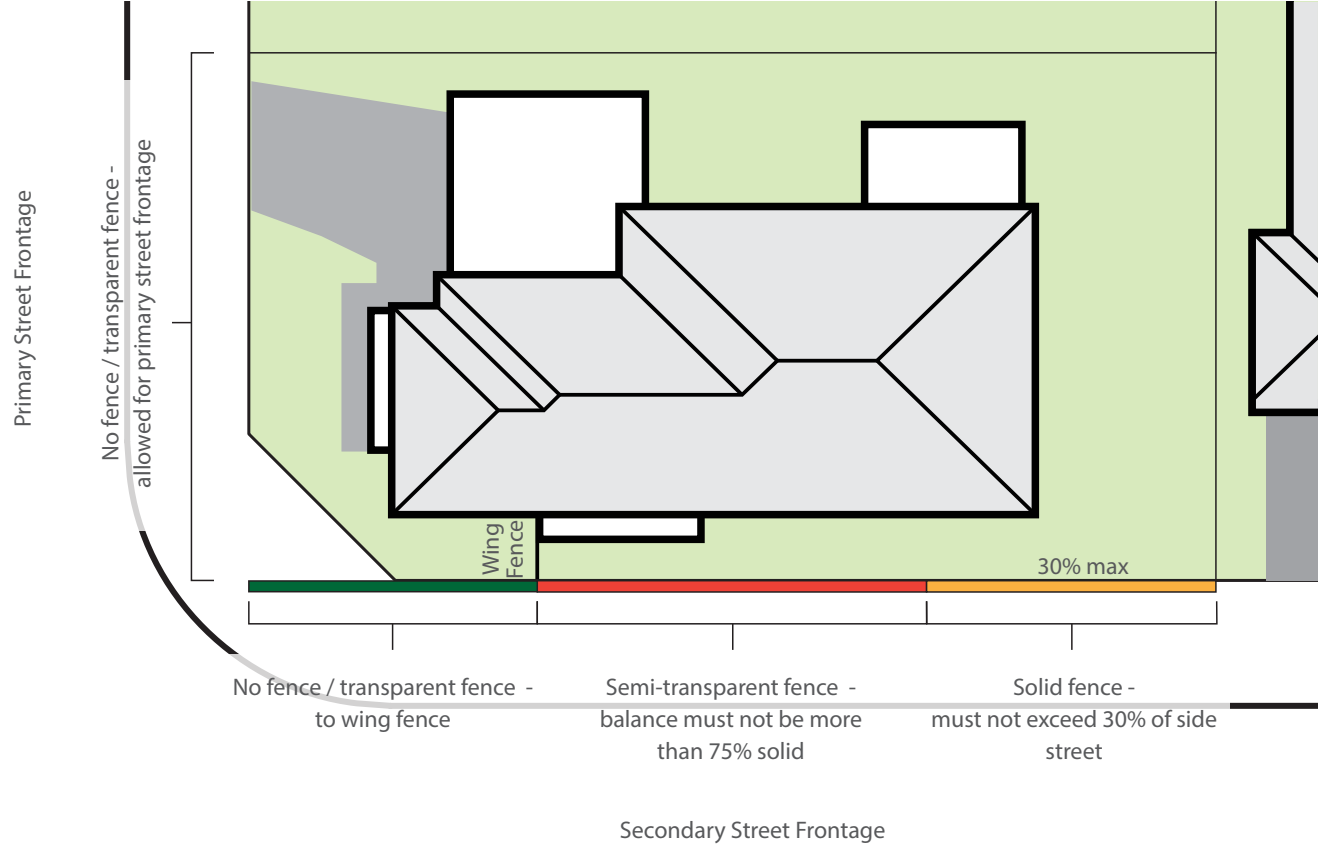 Primary Street Frontage
No fence / transparent fence -
allowed for primary street frontage
Wing
Fence
30% max
No fence / transparent fence -
to wing fence
Semi-transparent fence -
balance must not be more
than 75% solid
Solid fence -
must not exceed 30% of side
street
Secondary Street Frontage